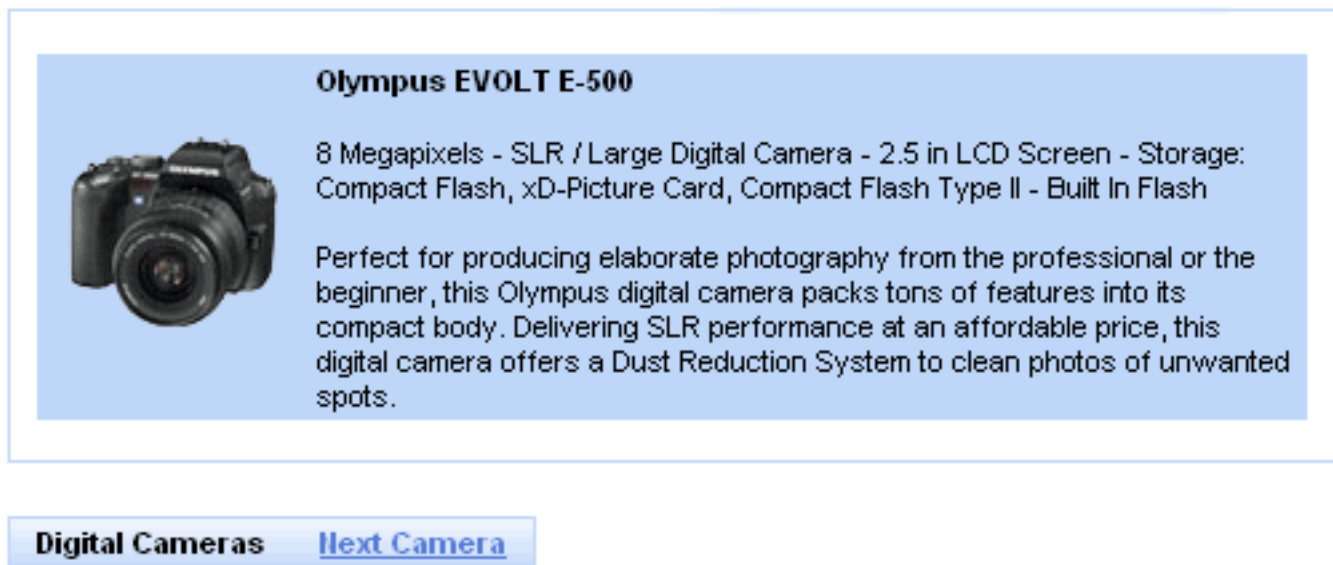 Olympus EVOLT E-500
8 Megapixels - SLR / Large Digital Camera - 2.5 in LCD Screen - Storage:
Compact Flash, xD-Picture Card, Compact Flash Type II - Built In Flash
Perfect for producing elaborate photography from the professional or the
beginner, this Olympus digital camera packs tons of features into its
compact body. Delivering SLR performance at an affordable price, this
digital camera offers a Dust Reduction System to clean photos of unwanted
spots.
OLYMPUS
Digital Cameras Next Camera